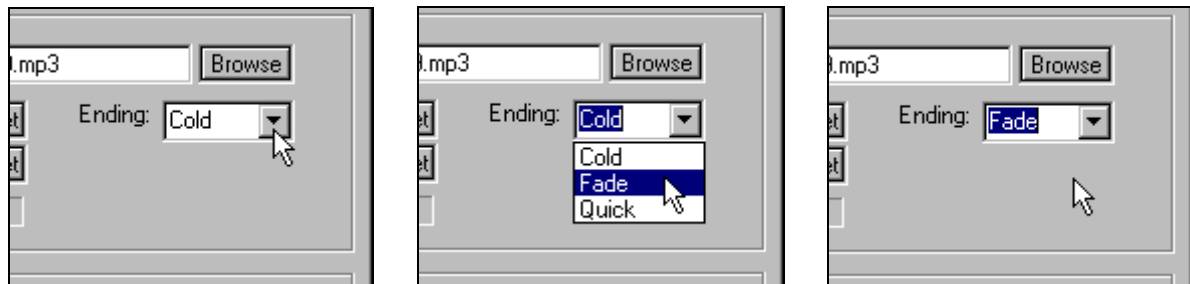 .mp3 Browse
Ending: Cold
.mp3 Browse
Ending: Cold
Cold
Fade
Quick
.mp3 Browse
Ending: Fade